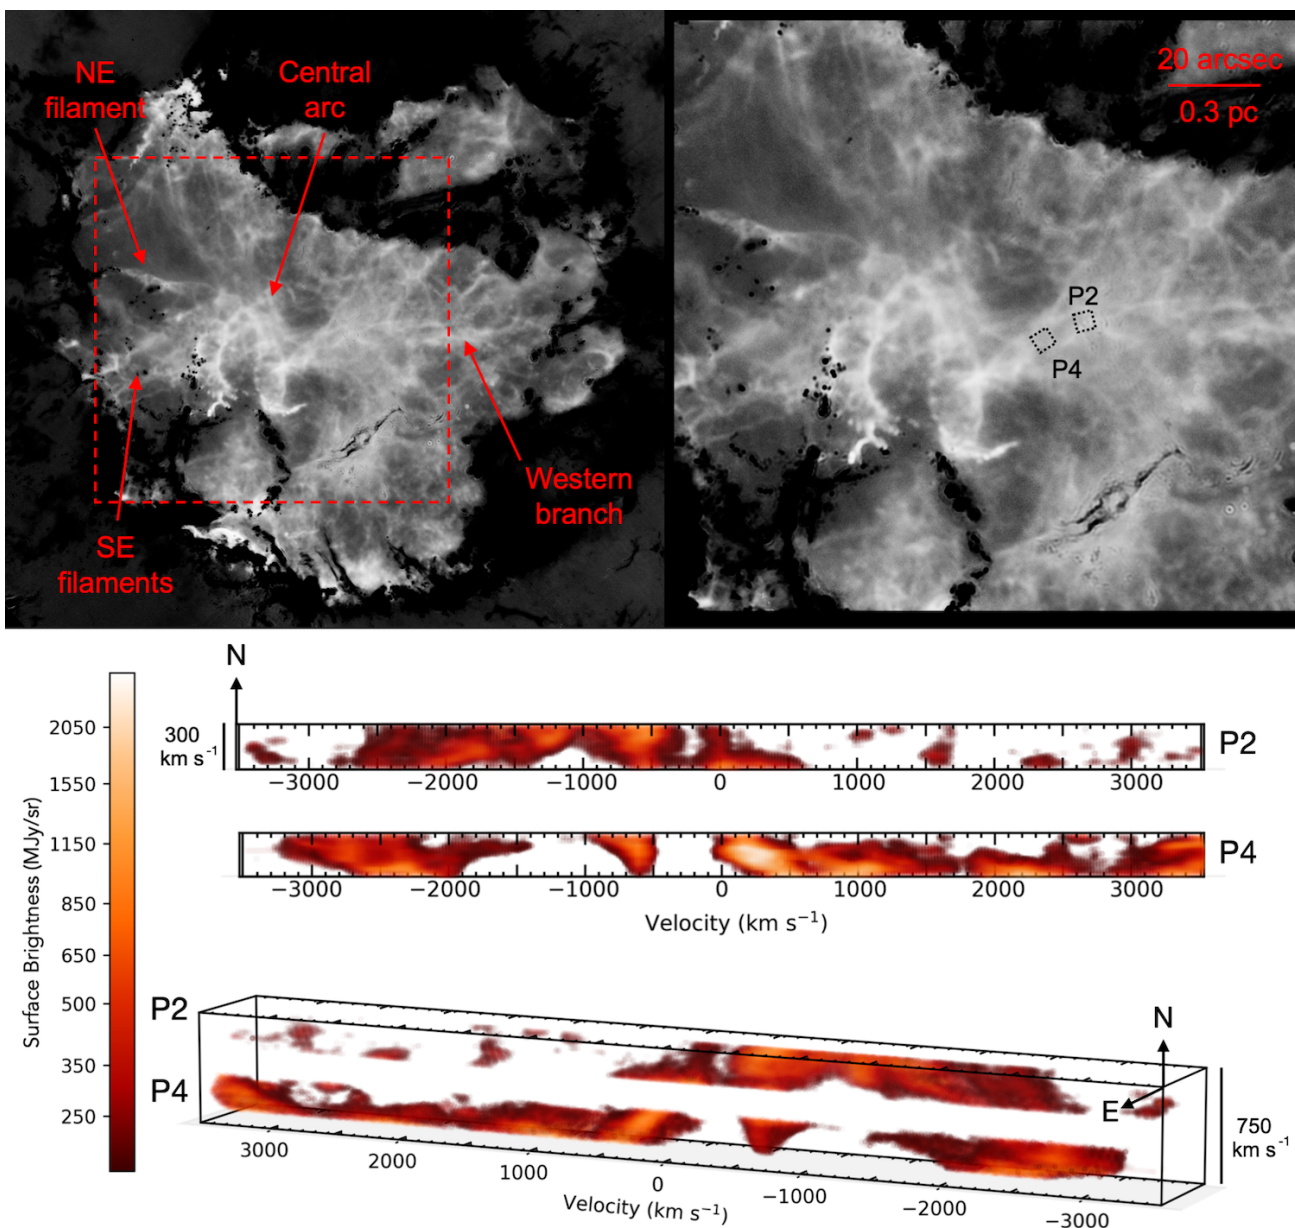 NE
filament
Central
arc
20 arcsec
0.3 pc
P2
P4
Western
branch
SE
filaments
N
300
km s⁻¹
P2
−3000 −2000 −1000 0 1000 2000 3000
P4
−3000 −2000 −1000 0 1000 2000 3000
Velocity (km s⁻¹)
Surface Brightness (MJy/sr)
2050
1550
1150
850
650
500
350
250
P2
P4
N
E
750
km s⁻¹
3000 2000 1000 0 −1000 −2000 −3000
Velocity (km s⁻¹)